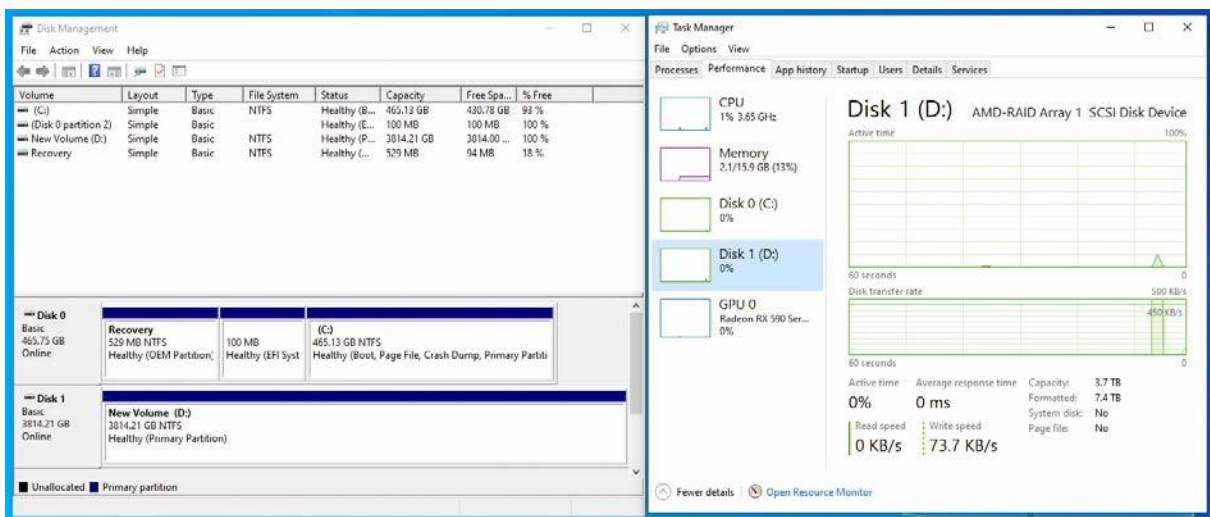 Disk Management
File Action View Help
Volume Layout Type File System Status Capacity Free Spa... % Free
(C:) Simple Basic NTFS Healthy (B... 465.13 GB 430.78 GB 93 %
(Disk 0 partition 2) Simple Basic Healthy (E... 100 MB 100 MB 100 %
New Volume (D:) Simple Basic NTFS Healthy (P... 3814.21 GB 3814.00 ... 100 %
Recovery Simple Basic NTFS Healthy (... 529 MB 94 MB 18 %
Disk 0
Basic
465.75 GB
Online
Recovery
529 MB NTFS
Healthy (OEM Partition)
100 MB
Healthy (EFI Syst
(C:)
465.13 GB NTFS
Healthy (Boot, Page File, Crash Dump, Primary Partiti
Disk 1
Basic
3814.21 GB
Online
New Volume (D:)
3814.21 GB NTFS
Healthy (Primary Partition)
Unallocated Primary partition
Task Manager
File Options View
Processes Performance App history Startup Users Details Services
CPU
1% 3.65 GHz
Memory
2.1/15.9 GB (13%)
Disk 0 (C:)
0%
Disk 1 (D:)
0%
GPU 0
Radeon RX 590 Ser...
0%
Disk 1 (D:) AMD-RAID Array 1 SCSI Disk Device
Active time 100%
60 seconds 0
Disk transfer rate 500 KB/s
450 KB/s
60 seconds 0
Active time Average response time
0% 0 ms
Read speed Write speed
0 KB/s 73.7 KB/s
Capacity: 3.7 TB
Formatted: 7.4 TB
System disk: No
Page file: No
Fewer details Open Resource Monitor